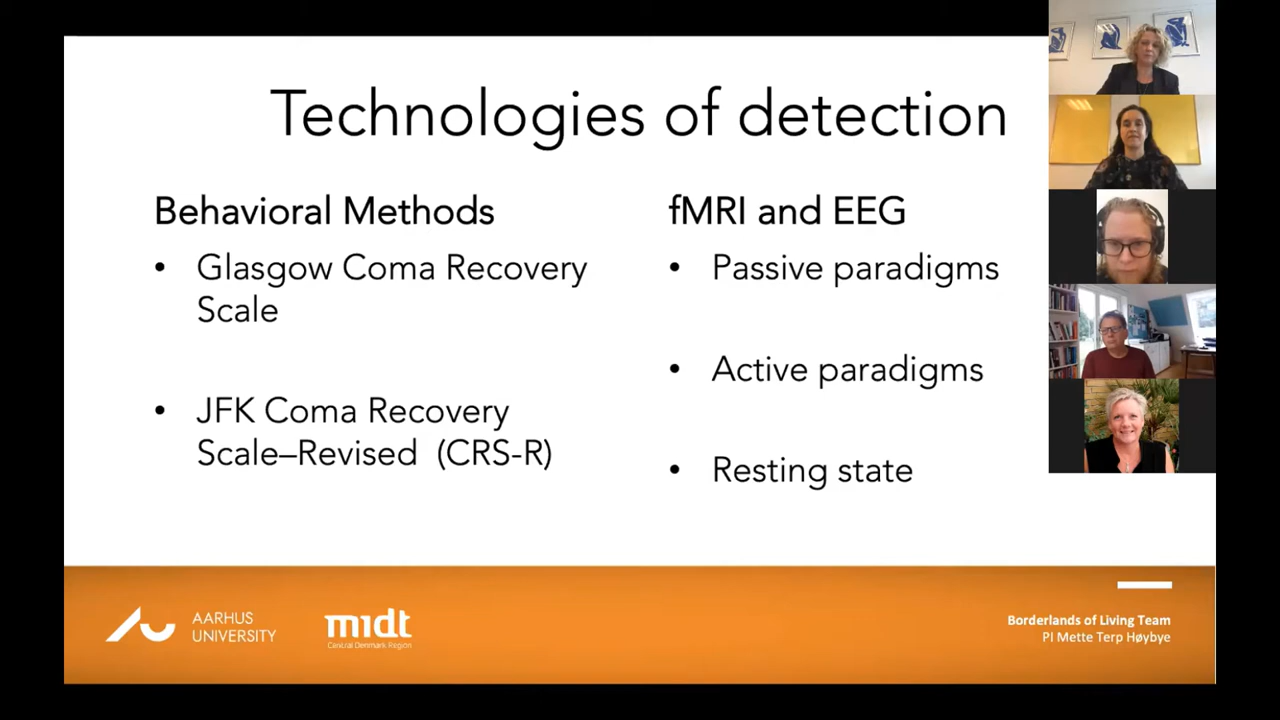 Technologies of detection
Behavioral Methods
• Glasgow Coma Recovery
Scale
• JFK Coma Recovery
Scale–Revised (CRS-R)
fMRI and EEG
• Passive paradigms
• Active paradigms
• Resting state
AARHUS
UNIVERSITY
midt
Central Denmark Region
Borderlands of Living Team
PI Mette Terp Høybye